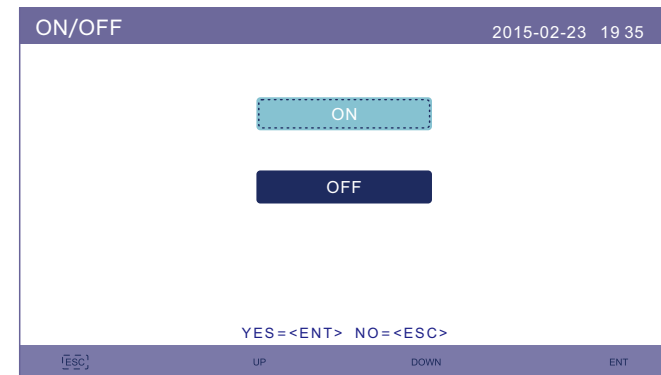 ON/OFF 2015-02-23 19 35
ON
OFF
YES=<ENT> NO=<ESC>
ESC UP DOWN ENT